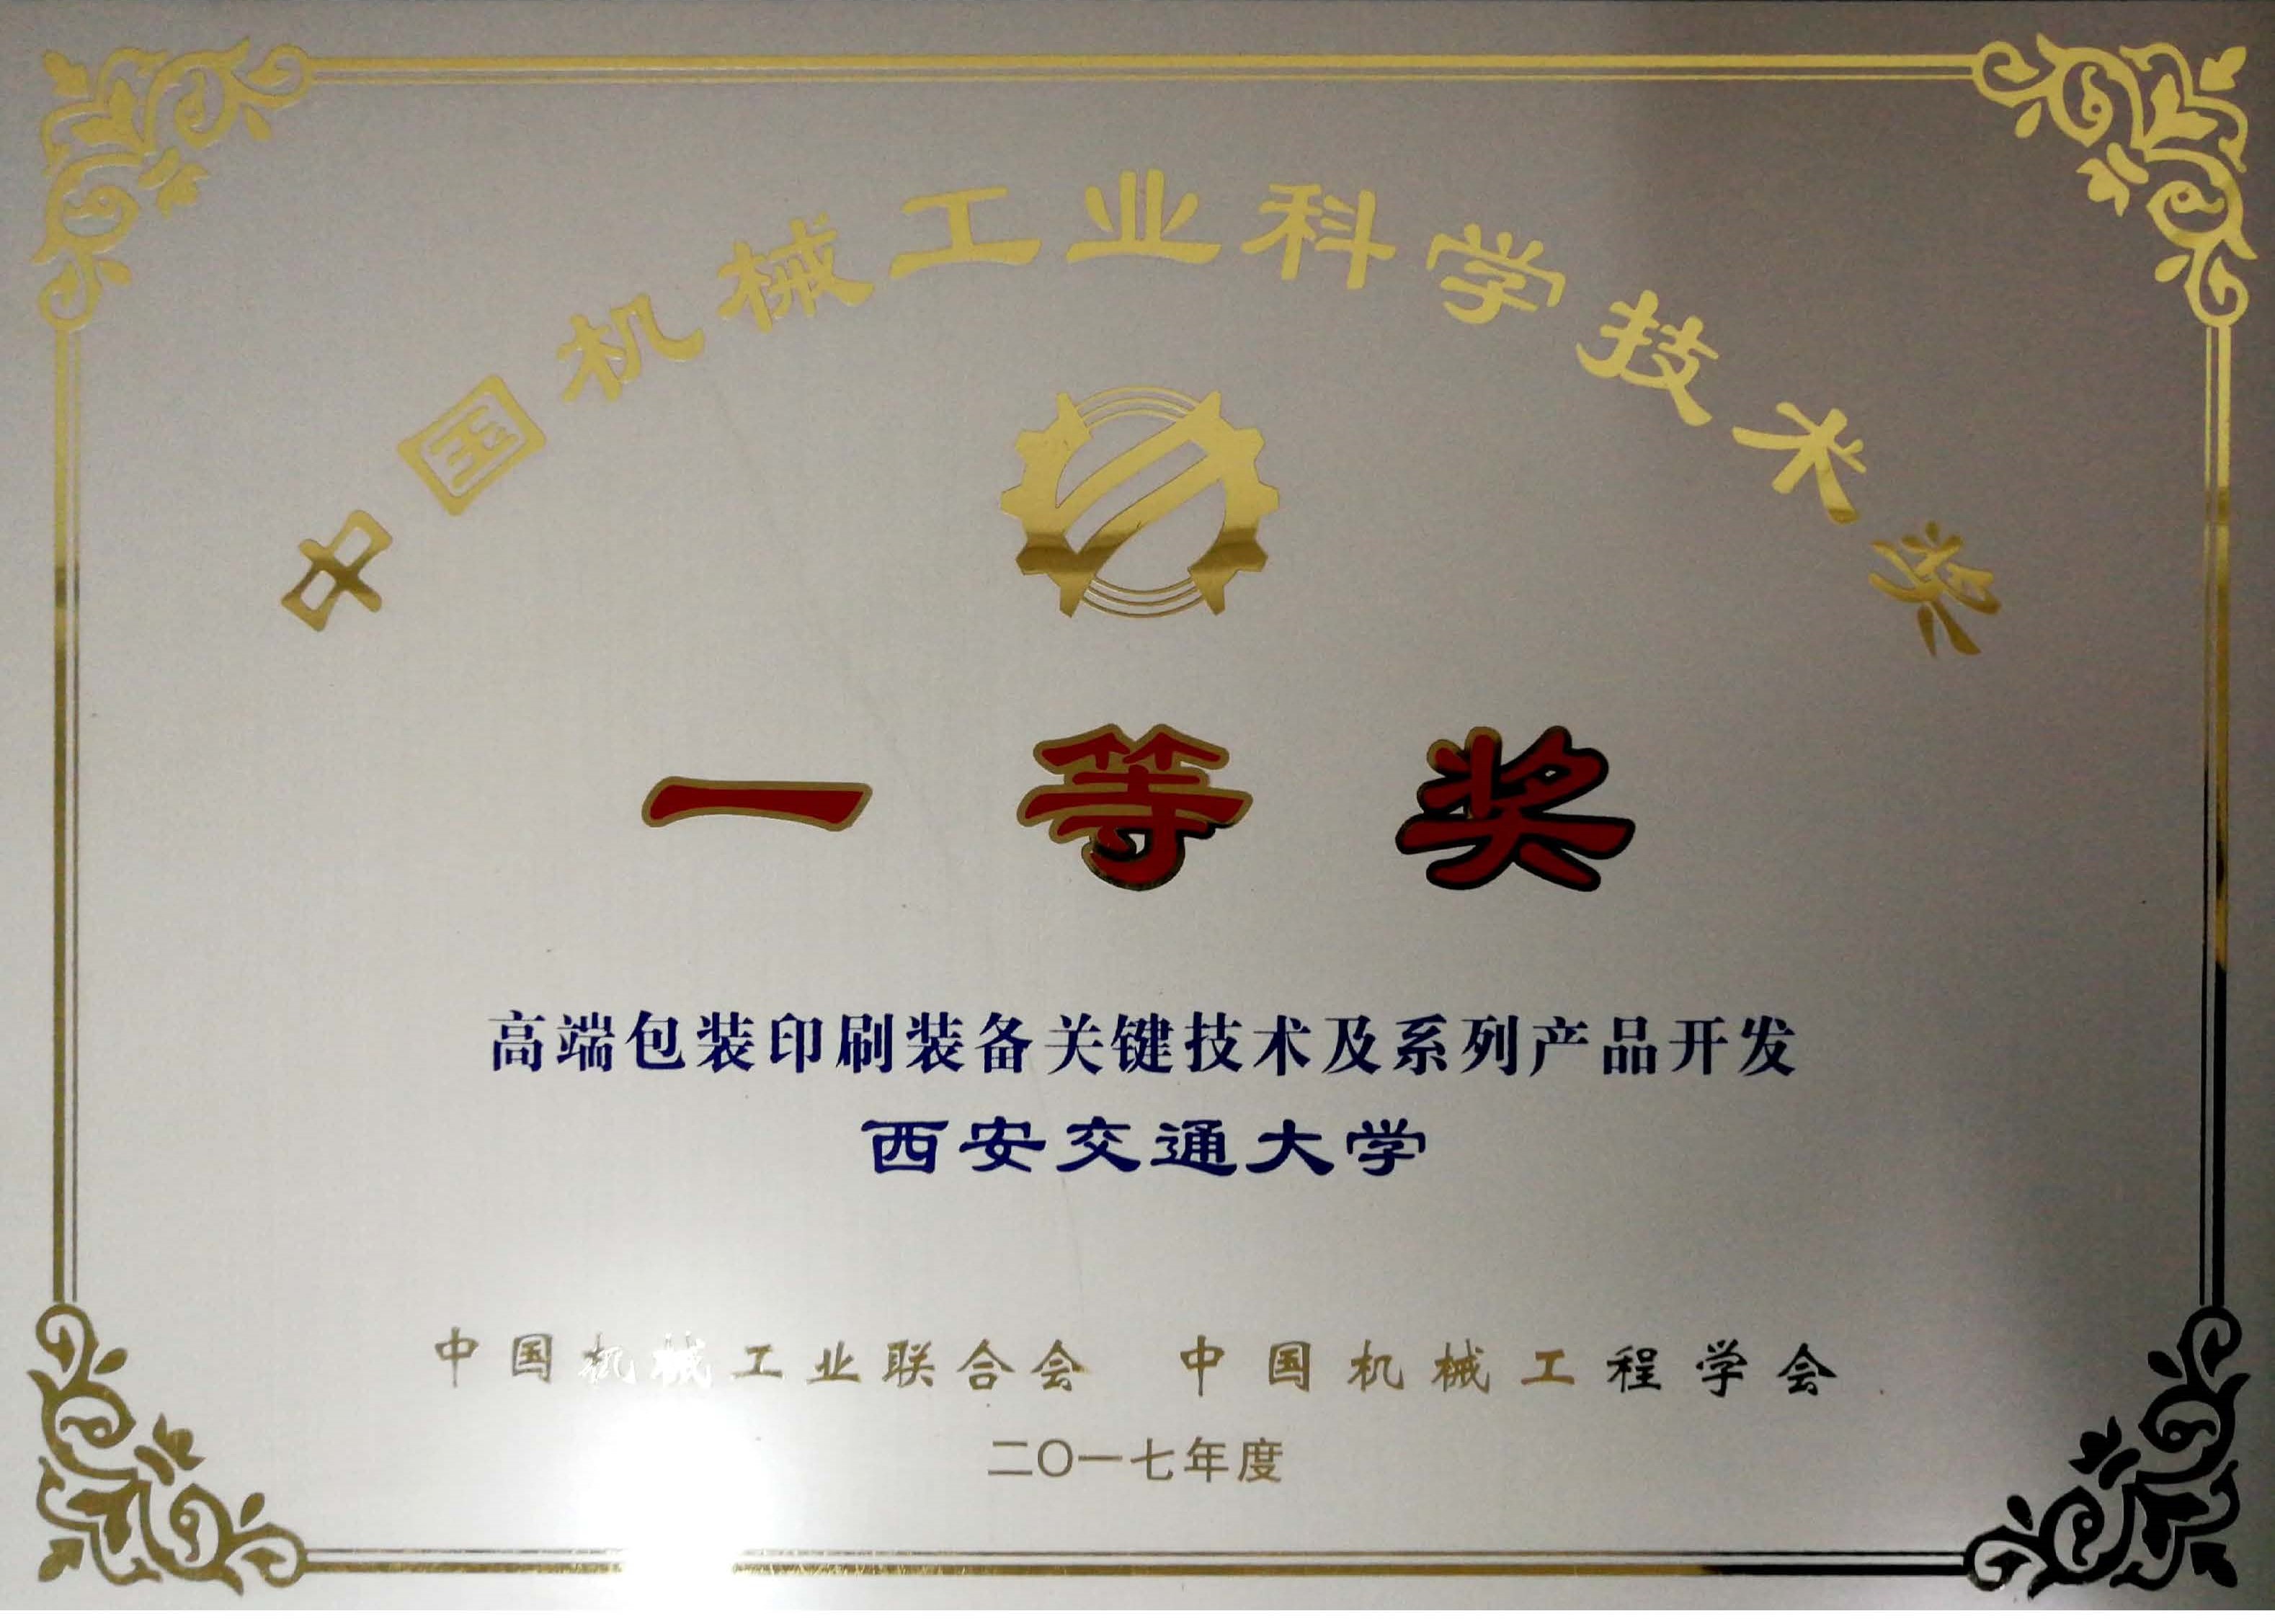 中国机械工业科学技术奖
一等奖
高端包装印刷装备关键技术及系列产品开发
西安交通大学
中国机械工业联合会 中国机械工程学会
二〇一七年度